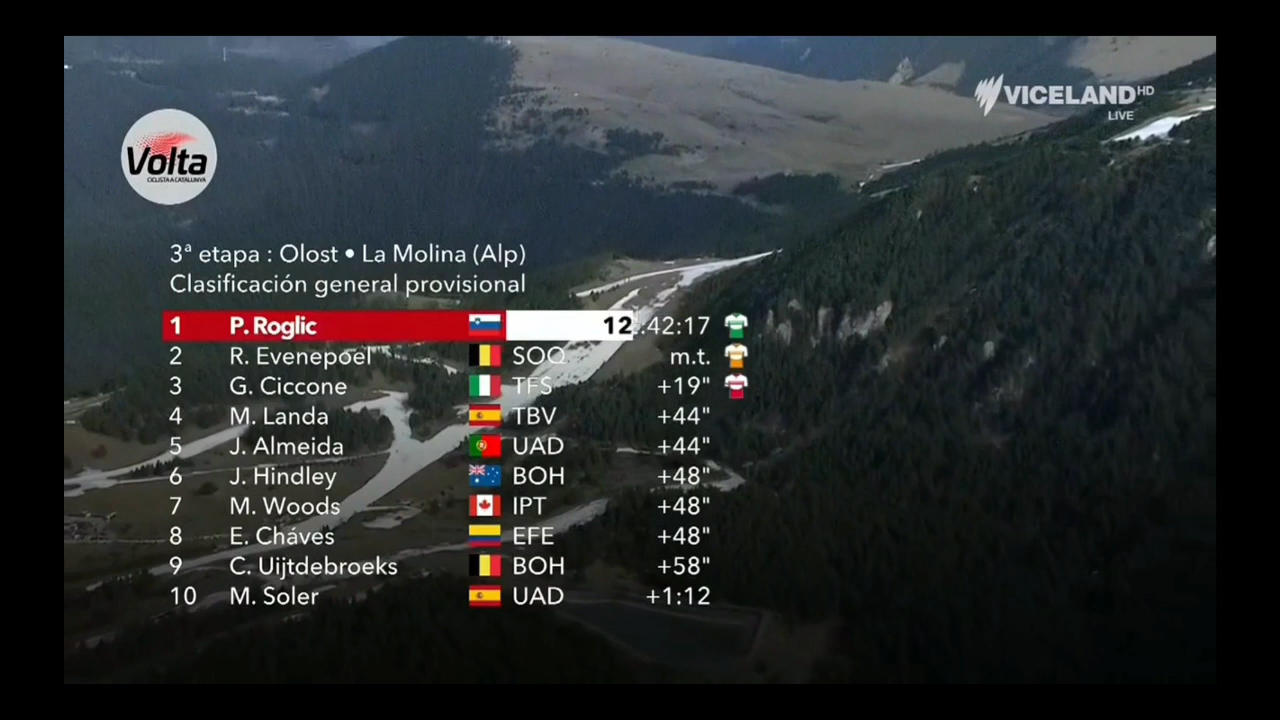 VICELAND HD
LIVE
Volta
CICLISTA A CATALUNYA
3ª etapa : Olost • La Molina (Alp)
Clasificación general provisional
1 P. Roglic 12:42:17
2 R. Evenepoel SOQ m.t.
3 G. Ciccone TFS +19"
4 M. Landa TBV +44"
5 J. Almeida UAD +44"
6 J. Hindley BOH +48"
7 M. Woods IPT +48"
8 E. Cháves EFE +48"
9 C. Uijtdebroeks BOH +58"
10 M. Soler UAD +1:12